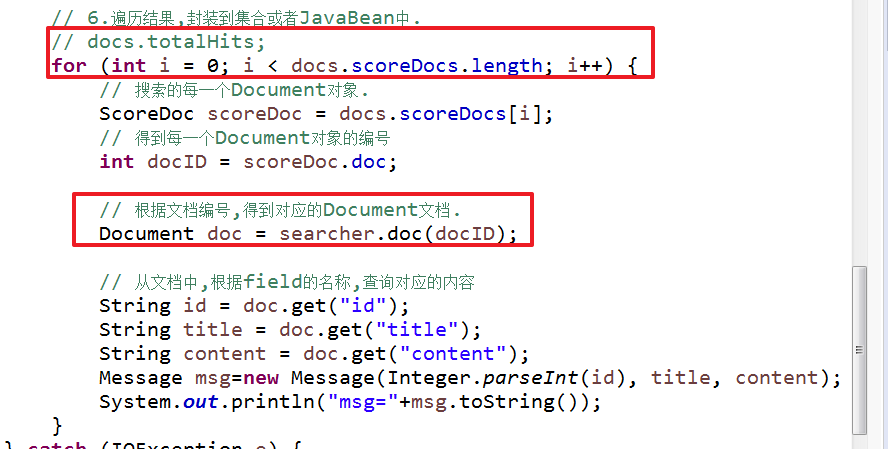 // 6.遍历结果,封装到集合或者JavaBean中.
// docs.totalHits;
for (int i = 0; i < docs.scoreDocs.length; i++) {
// 搜索的每一个Document对象.
ScoreDoc scoreDoc = docs.scoreDocs[i];
// 得到每一个Document对象的编号
int docID = scoreDoc.doc;
// 根据文档编号,得到对应的Document文档.
Document doc = searcher.doc(docID);
// 从文档中,根据field的名称,查询对应的内容
String id = doc.get("id");
String title = doc.get("title");
String content = doc.get("content");
Message msg=new Message(Integer.parseInt(id), title, content);
System.out.println("msg="+msg.toString());
}
} catch (IOException e) {